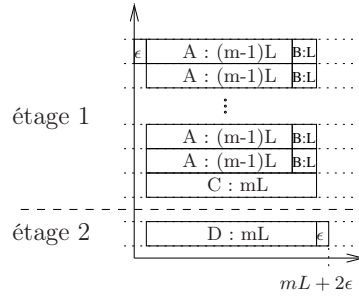 ϵ A : (m-1)L B:L
A : (m-1)L B:L
étage 1
A : (m-1)L B:L
A : (m-1)L B:L
C : mL
étage 2
D : mL ϵ
mL + 2ϵ